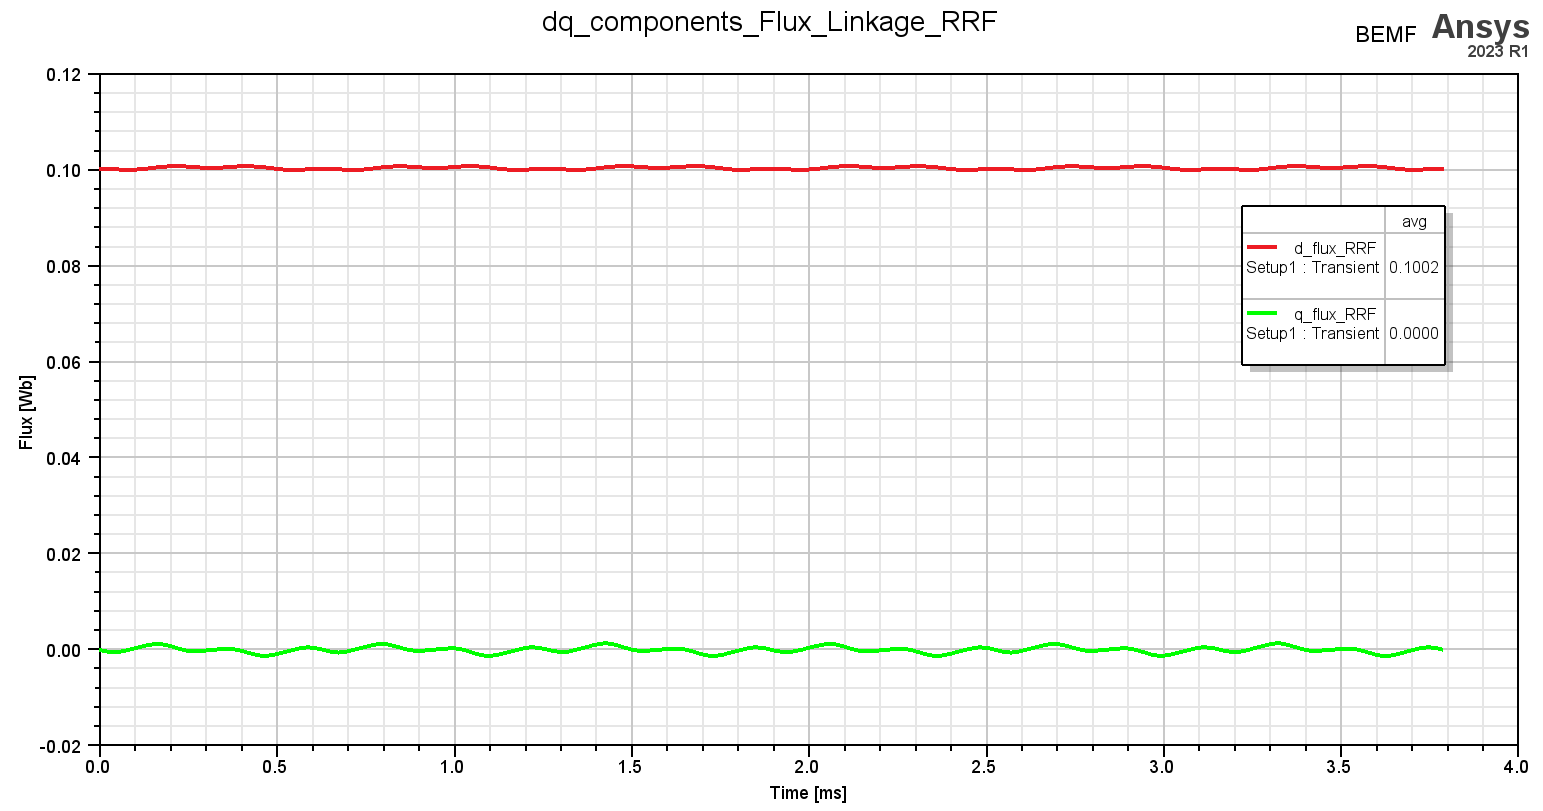 dq_components_Flux_Linkage_RRF
BEMF
Ansys
2023 R1
0.12
0.10
0.08
0.06
0.04
0.02
0.00
-0.02
Flux [Wb]
avg
d_flux_RRF
Setup1 : Transient 0.1002
q_flux_RRF
Setup1 : Transient 0.0000
0.0 0.5 1.0 1.5 2.0 2.5 3.0 3.5 4.0
Time [ms]